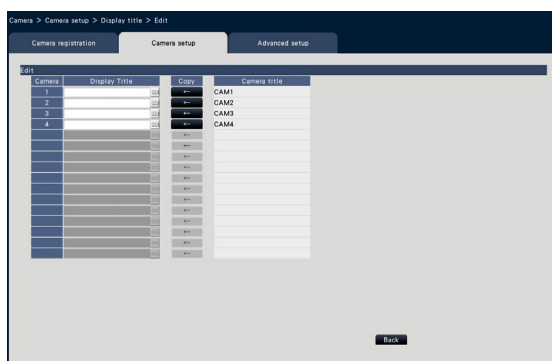 Camera > Camera setup > Display title > Edit
Camera registration Camera setup Advanced setup
Edit
Camera Display Title Copy Camera title
1 ← CAM1
2 ← CAM2
3 ← CAM3
4 ← CAM4
←
←
←
←
←
←
←
←
←
←
←
←
Back